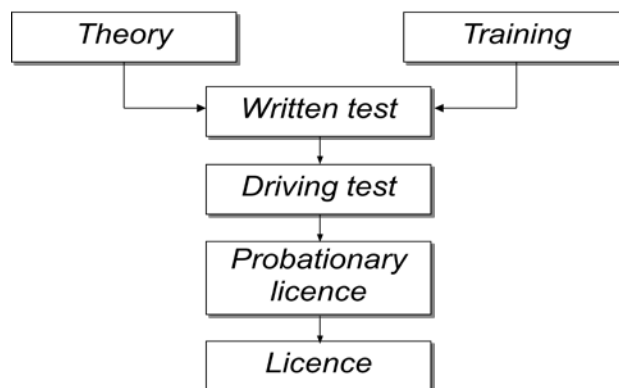 Theory
Training
Written test
Driving test
Probationary
licence
Licence